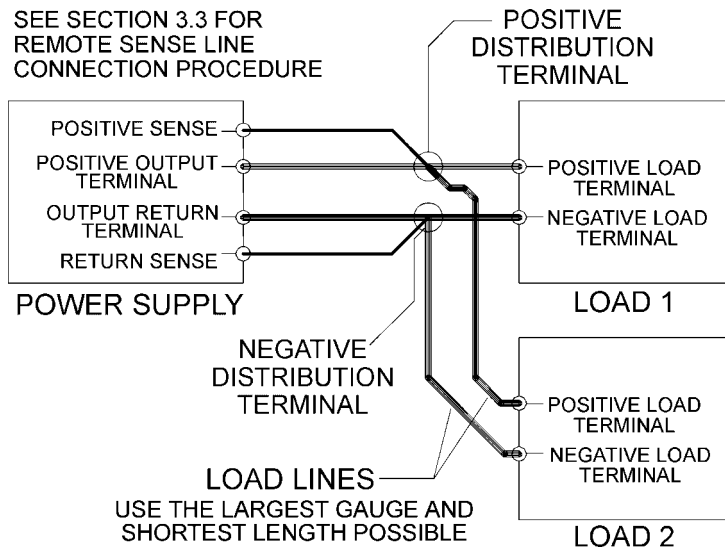 SEE SECTION 3.3 FOR
REMOTE SENSE LINE
CONNECTION PROCEDURE
POSITIVE
DISTRIBUTION
TERMINAL
POSITIVE SENSE
POSITIVE OUTPUT
TERMINAL
OUTPUT RETURN
TERMINAL
RETURN SENSE
POWER SUPPLY
POSITIVE LOAD
TERMINAL
NEGATIVE LOAD
TERMINAL
LOAD 1
NEGATIVE
DISTRIBUTION
TERMINAL
POSITIVE LOAD
TERMINAL
NEGATIVE LOAD
TERMINAL
LOAD 2
LOAD LINES
USE THE LARGEST GAUGE AND
SHORTEST LENGTH POSSIBLE